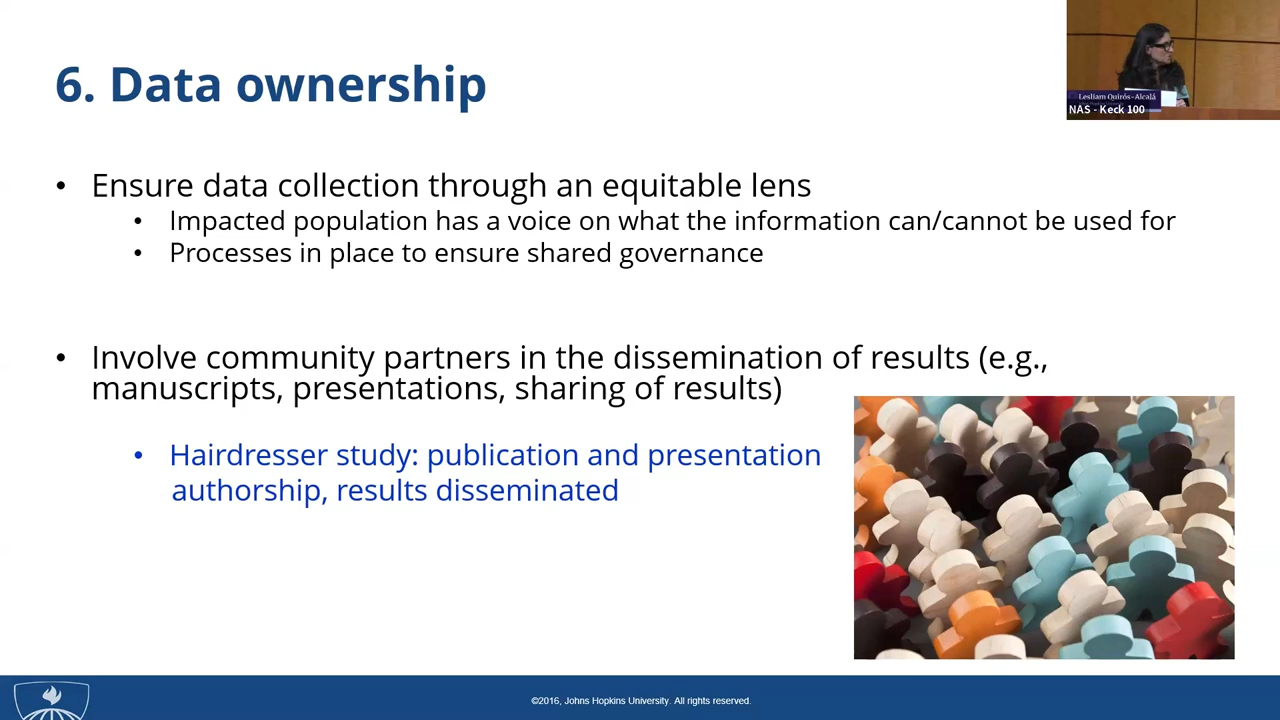 6. Data ownership
Lesliam Quirós-Alcalá
NAS - Keck 100
• Ensure data collection through an equitable lens
• Impacted population has a voice on what the information can/cannot be used for
• Processes in place to ensure shared governance
• Involve community partners in the dissemination of results (e.g.,
manuscripts, presentations, sharing of results)
• Hairdresser study: publication and presentation
authorship, results disseminated
©2016, Johns Hopkins University. All rights reserved.